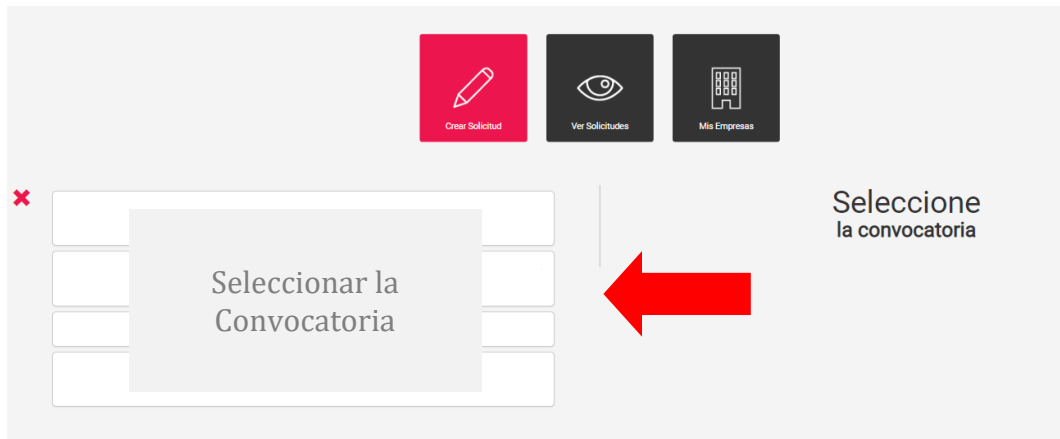 Crear Solicitud
Ver Solicitudes
Mis Empresas
Seleccione
la convocatoria
Seleccionar la
Convocatoria